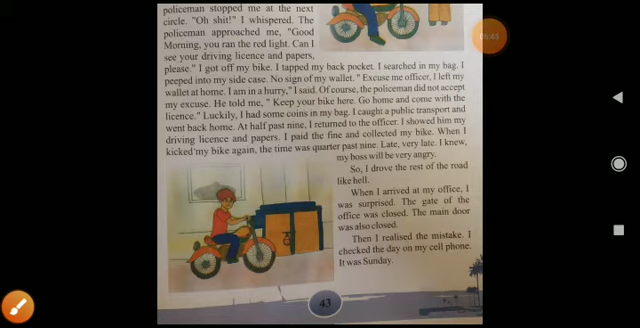 policeman stopped me at the next
circle. "Oh shit!" I whispered. The
policeman approached me, "Good
Morning, you ran the red light. Can I
see your driving licence and papers,
please." I got off my bike. I tapped my back pocket. I searched in my bag. I
peeped into my side case. No sign of my wallet. " Excuse me officer, I left my
wallet at home. I am in a hurry," I said. Of course, the policeman did not accept
my excuse. He told me, " Keep your bike here. Go home and come with the
licence." Luckily, I had some coins in my bag. I caught a public transport and
went back home. At half past nine, I returned to the officer. I showed him my
driving licence and papers. I paid the fine and collected my bike. When I
kicked my bike again, the time was quarter past nine. Late, very late. I knew,
my boss will be very angry.
So, I drove the rest of the road
like hell.
When I arrived at my office, I
was surprised. The gate of the
office was closed. The main door
was also closed.
Then I realised the mistake. I
checked the day on my cell phone.
It was Sunday.
43